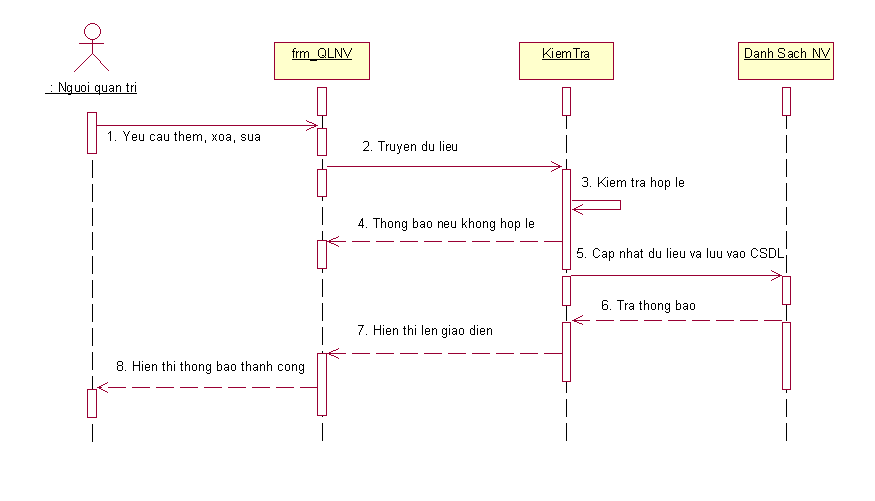 frm_QLNV
KiemTra
Danh Sach NV
: Nguoi quan tri
1. Yeu cau them, xoa, sua
2. Truyen du lieu
3. Kiem tra hop le
4. Thong bao neu khong hop le
5. Cap nhat du lieu va luu vao CSDL
6. Tra thong bao
7. Hien thi len giao dien
8. Hien thi thong bao thanh cong